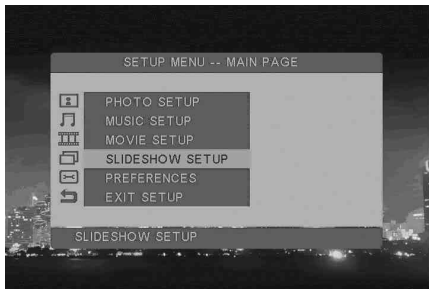 SETUP MENU -- MAIN PAGE
PHOTO SETUP
MUSIC SETUP
MOVIE SETUP
SLIDESHOW SETUP
PREFERENCES
EXIT SETUP
SLIDESHOW SETUP